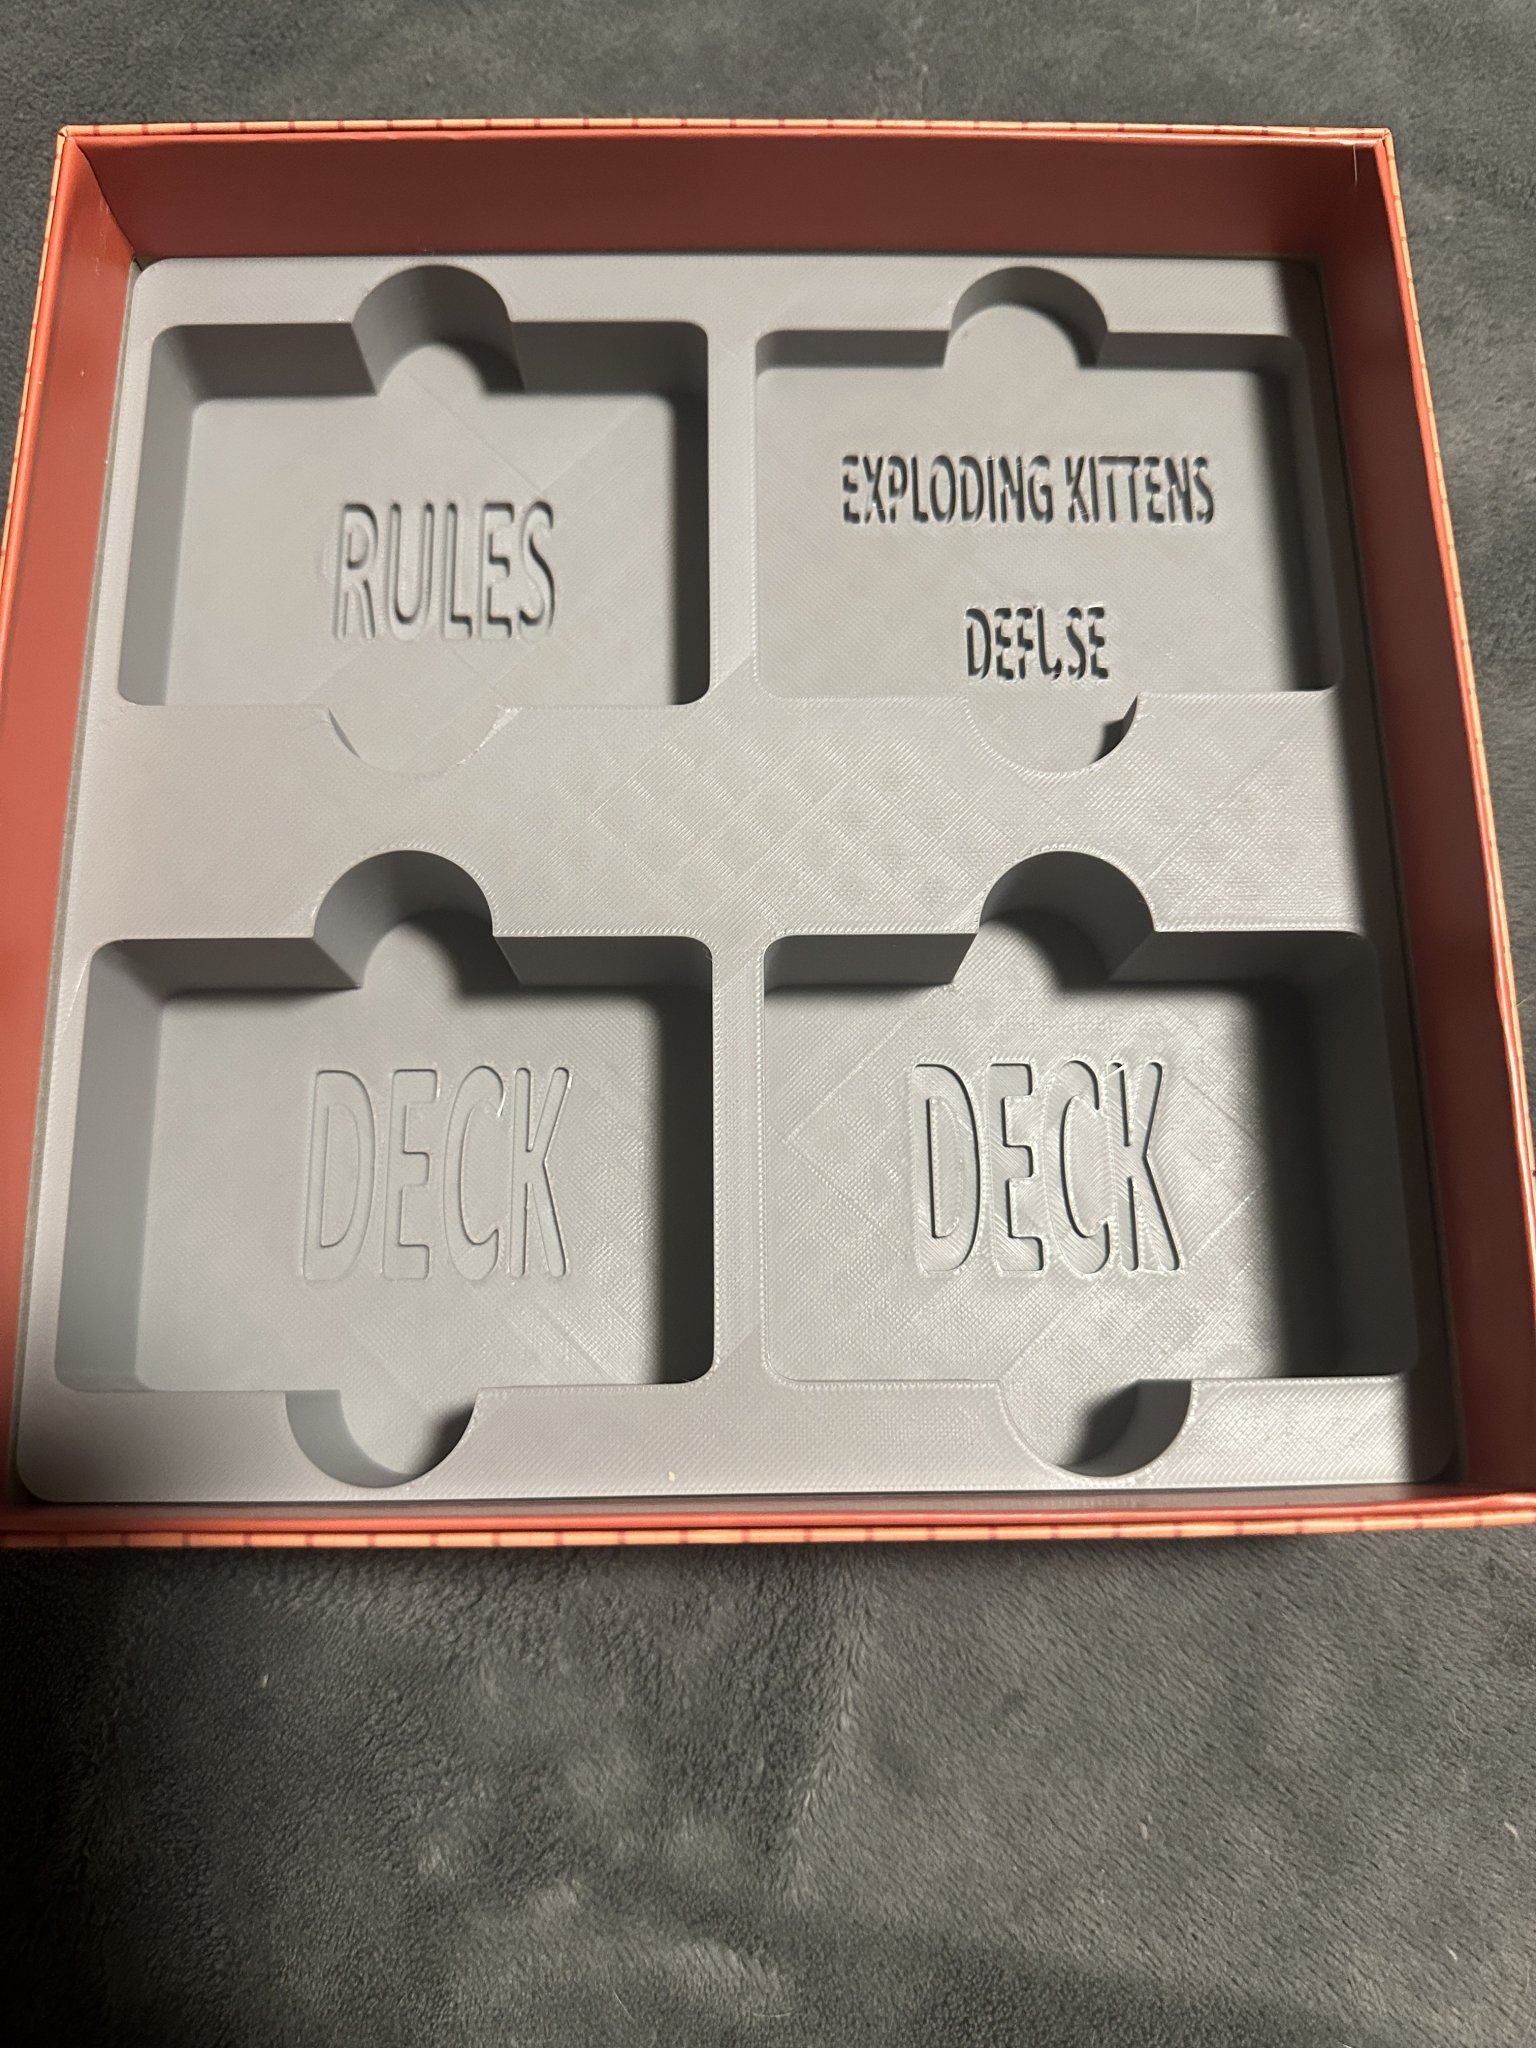 RULES
EXPLODING KITTENS
DEFUSE
DECK
DECK